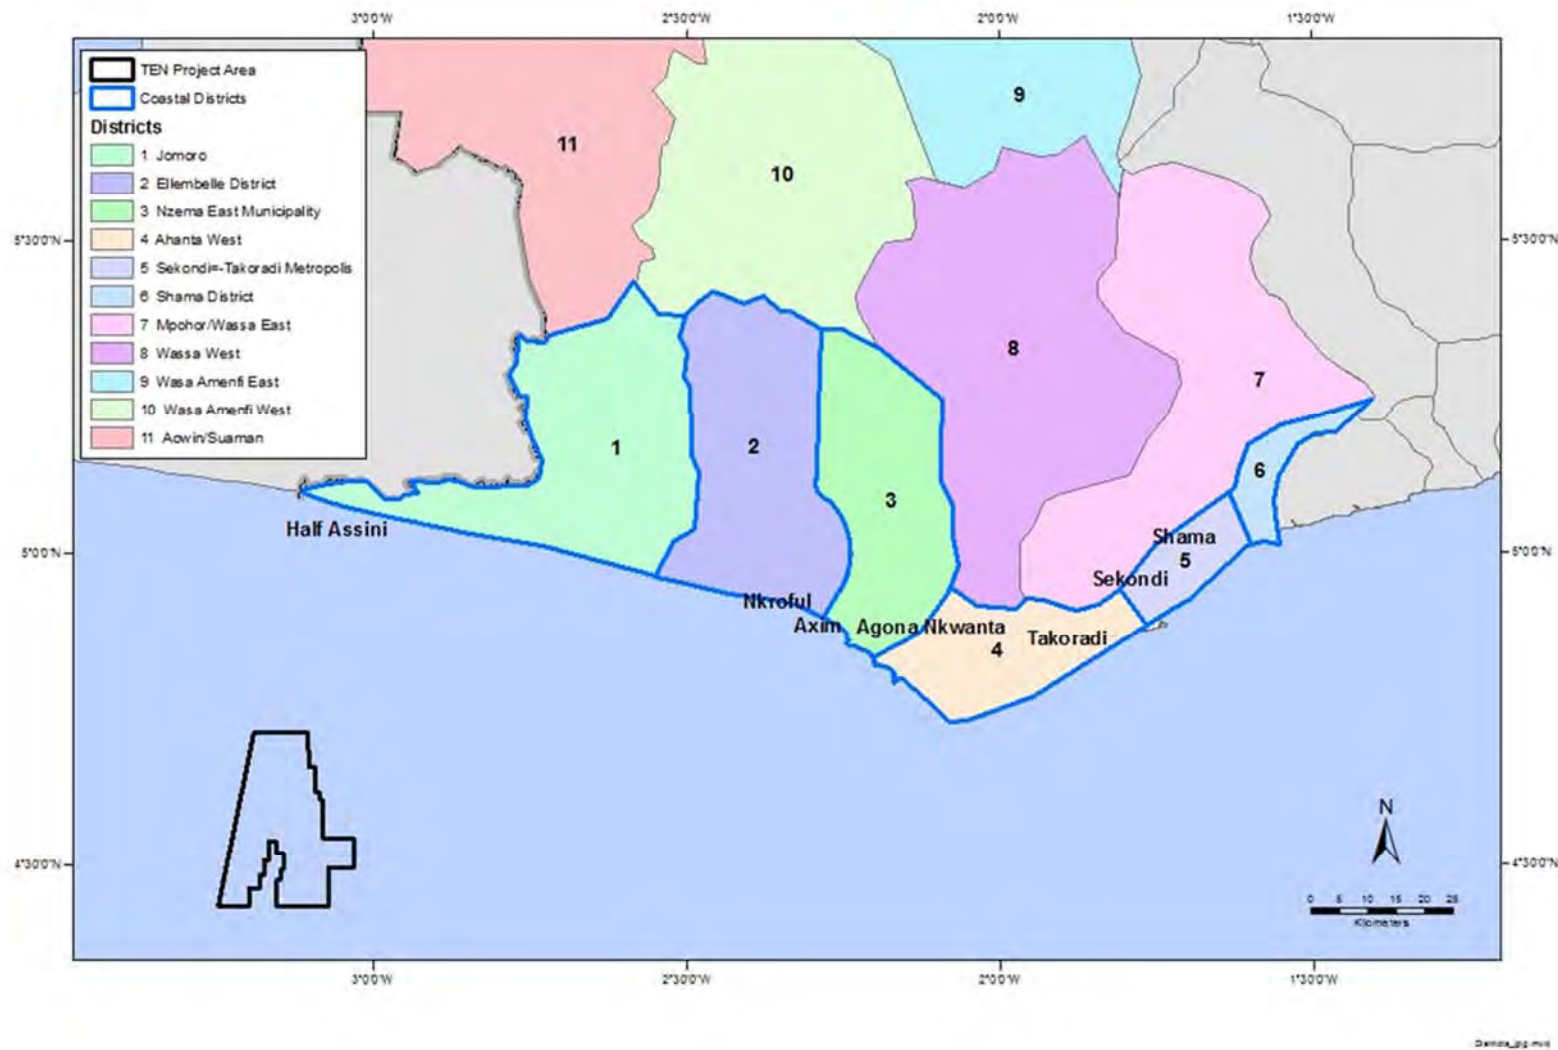 3°00'W 2°30'0"W 2°00'W 1°30'0"W
TEN Project Area
Coastal Districts
Districts
1 Jomoro
2 Ellembelle District
3 Nzema East Municipality
4 Ahanta West
5 Sekondi=-Takoradi Metropolis
6 Shama District
7 Mpohor/Wassa East
8 Wassa West
9 Wasa Amenfi East
10 Wasa Amenfi West
11 Aowin/Suaman
9
11
10
5°30'0"N 5°30'0"N
8
7
1
2
6
3
Half Assini
Shama
5°00'N 5°00'N
5
Sekondi
Nkroful
Axim Agona Nkwanta
Takoradi
4
N
4°30'0"N 4°30'0"N
0 5 10 15 20 25
Kilometers
3°00'W 2°30'0"W 2°00'W 1°30'0"W